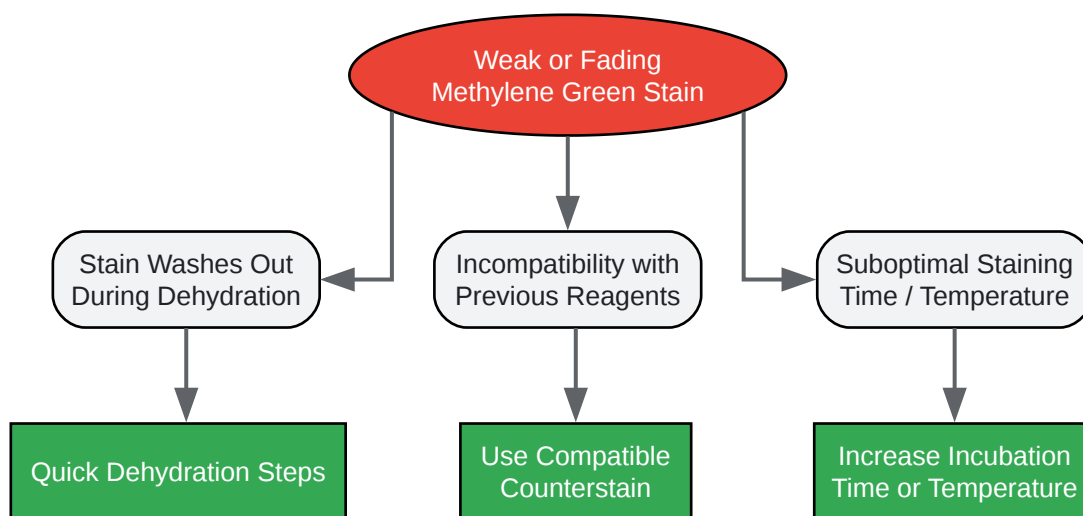 Weak or Fading
Methylene Green Stain
Stain Washes Out
During Dehydration
Incompatibility with
Previous Reagents
Suboptimal Staining
Time / Temperature
Quick Dehydration Steps
Use Compatible
Counterstain
Increase Incubation
Time or Temperature